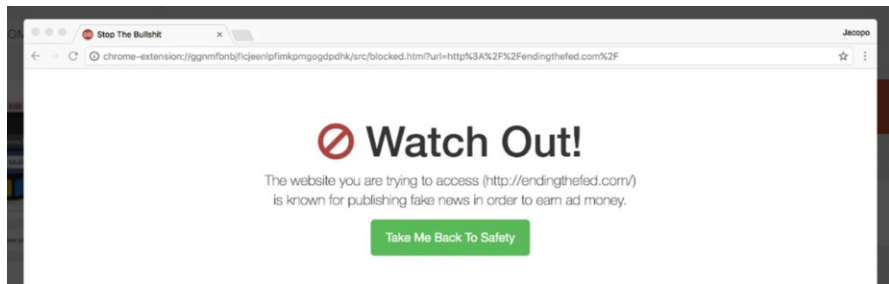 Stop The Bullshit
Jacopo
chrome-extension://ggnmfbnbjficjeenlpfimkpmgogdpdhk/src/blocked.html?url=http%3A%2F%2Fendingthefed.com%2F
Watch Out!
The website you are trying to access (http://endingthefed.com/)
is known for publishing fake news in order to earn ad money.
Take Me Back To Safety